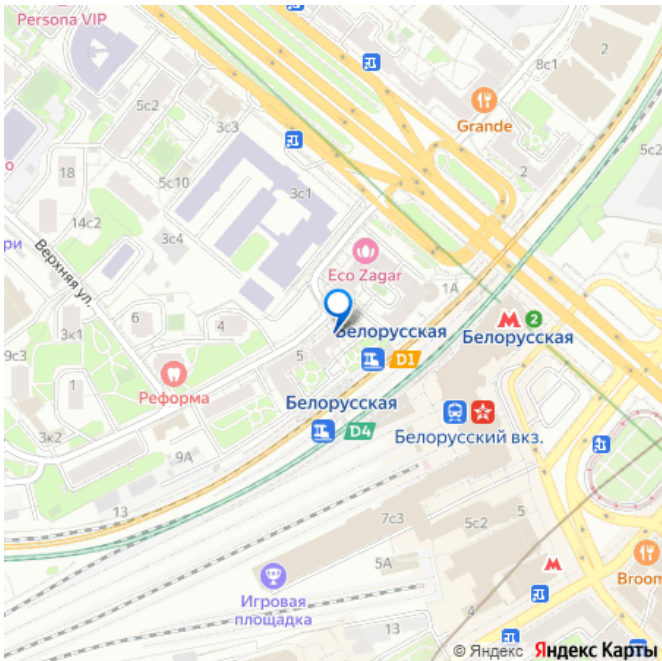 Persona VIP
2
8с1
Grande
5с2
3с3
5с2
2
18
5с10
3с1
о
14с2
3с4
ри
Верхняя ул.
Eco Zagar
1А
М 2
Белорусская
Белорусская
D1
6
4
3к1
9с3
5
1
Реформа
Белорусская
D4
Белорусский вкз.
3к2
9А
13
7с3
5с2
5
М
5А
Игровая
площадка
Broom
4
13
© Яндекс Яндекс Карты